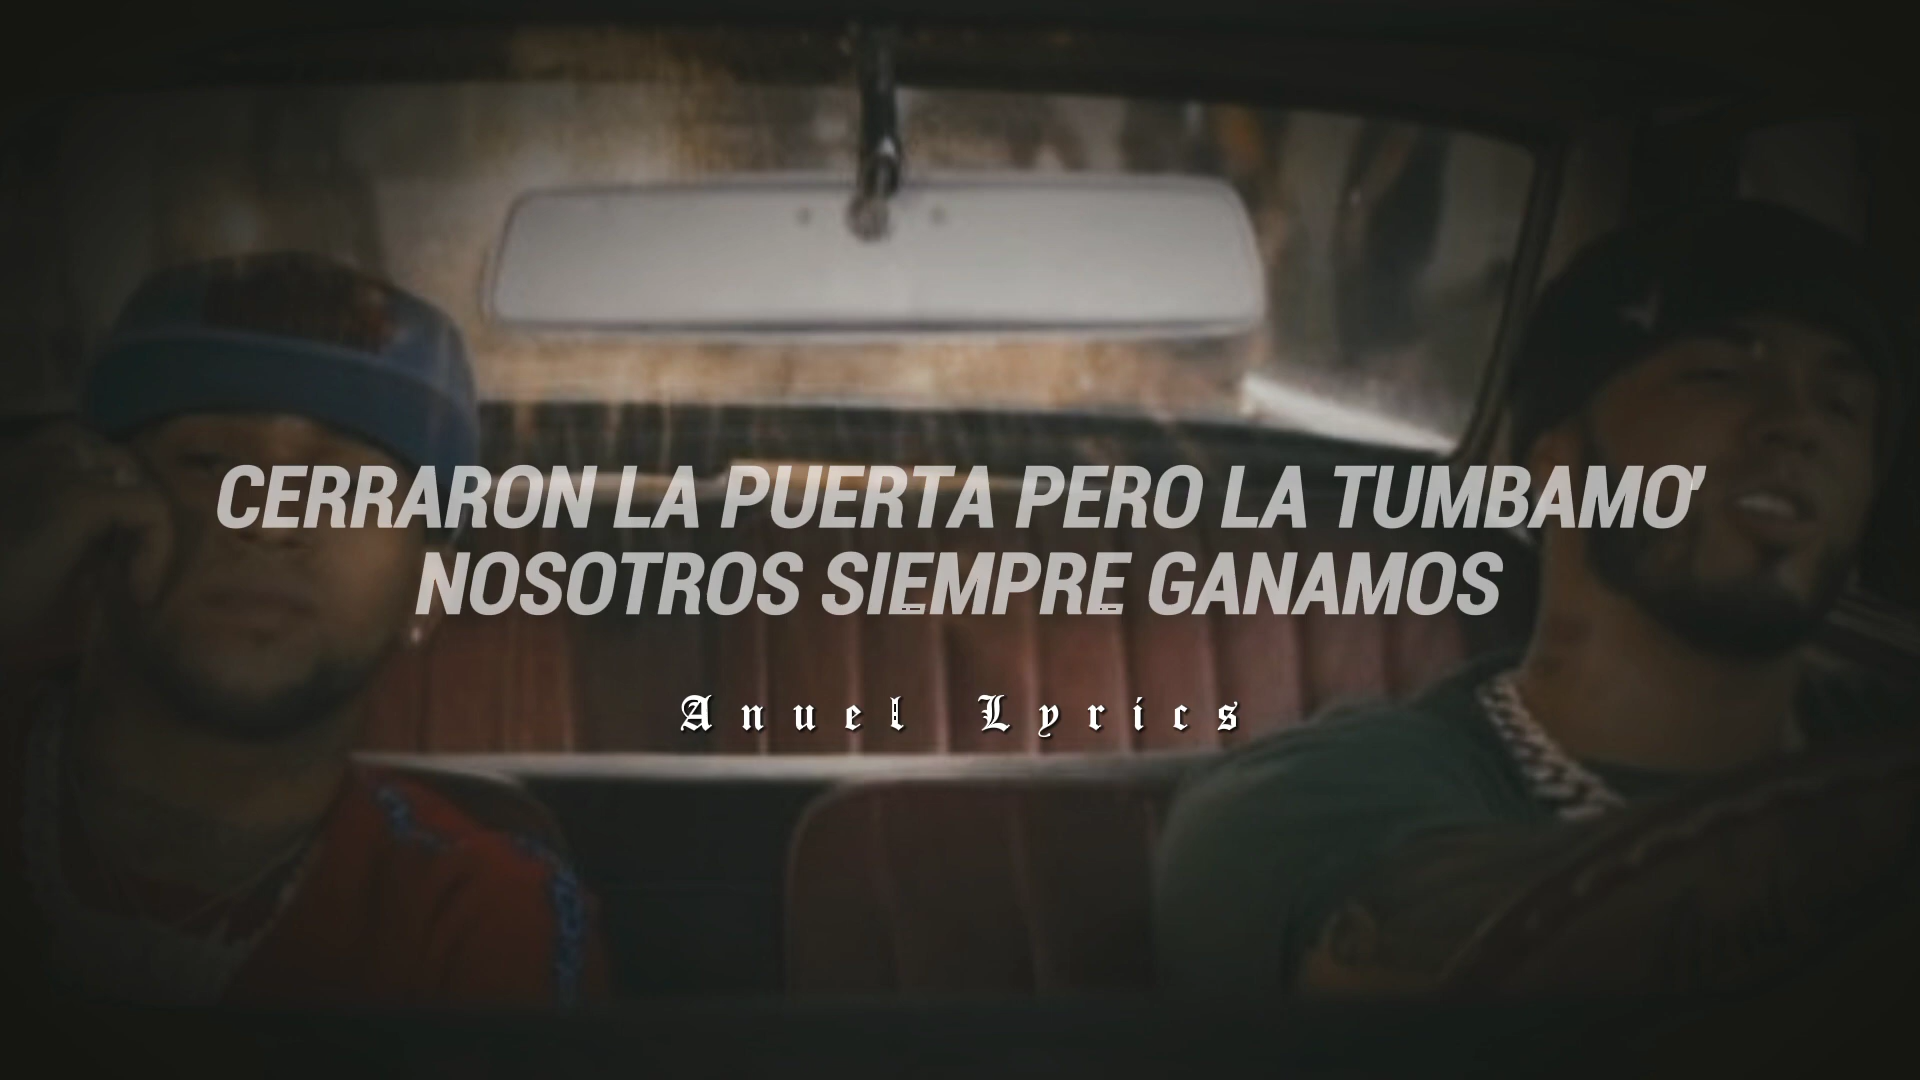 CERRARON LA PUERTA PERO LA TUMBAMO'
NOSOTROS SIEMPRE GANAMOS
Anuel Lyrics